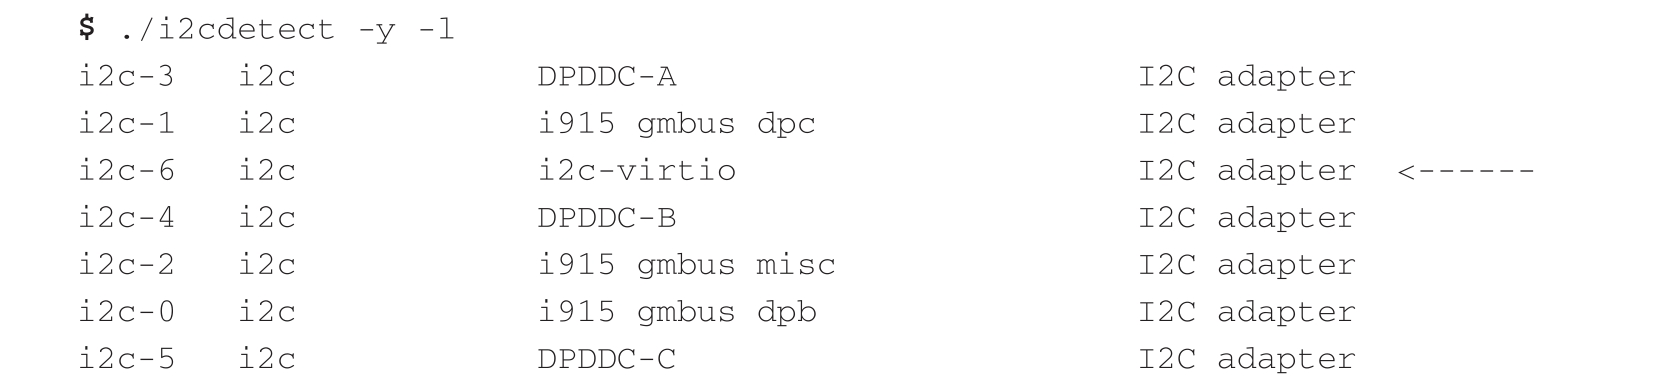 $ ./i2cdetect -y -l
i2c-3   i2c             DPDDC-A                         I2C adapter
i2c-1   i2c             i915 gmbus dpc                  I2C adapter
i2c-6   i2c             i2c-virtio                      I2C adapter  <------
i2c-4   i2c             DPDDC-B                         I2C adapter
i2c-2   i2c             i915 gmbus misc                 I2C adapter
i2c-0   i2c             i915 gmbus dpb                  I2C adapter
i2c-5   i2c             DPDDC-C                         I2C adapter